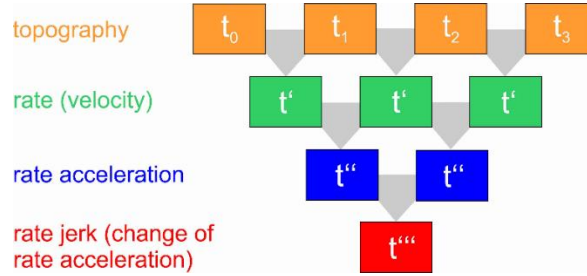 topography t₀ t₁ t₂ t₃
rate (velocity) t‘ t‘ t‘
rate acceleration t‘‘ t‘‘
rate jerk (change of
rate acceleration) t‘‘‘